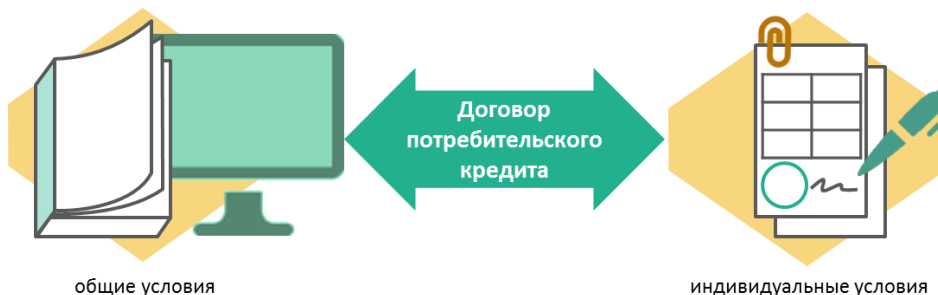 Договор
потребительского
кредита
общие условия
индивидуальные условия